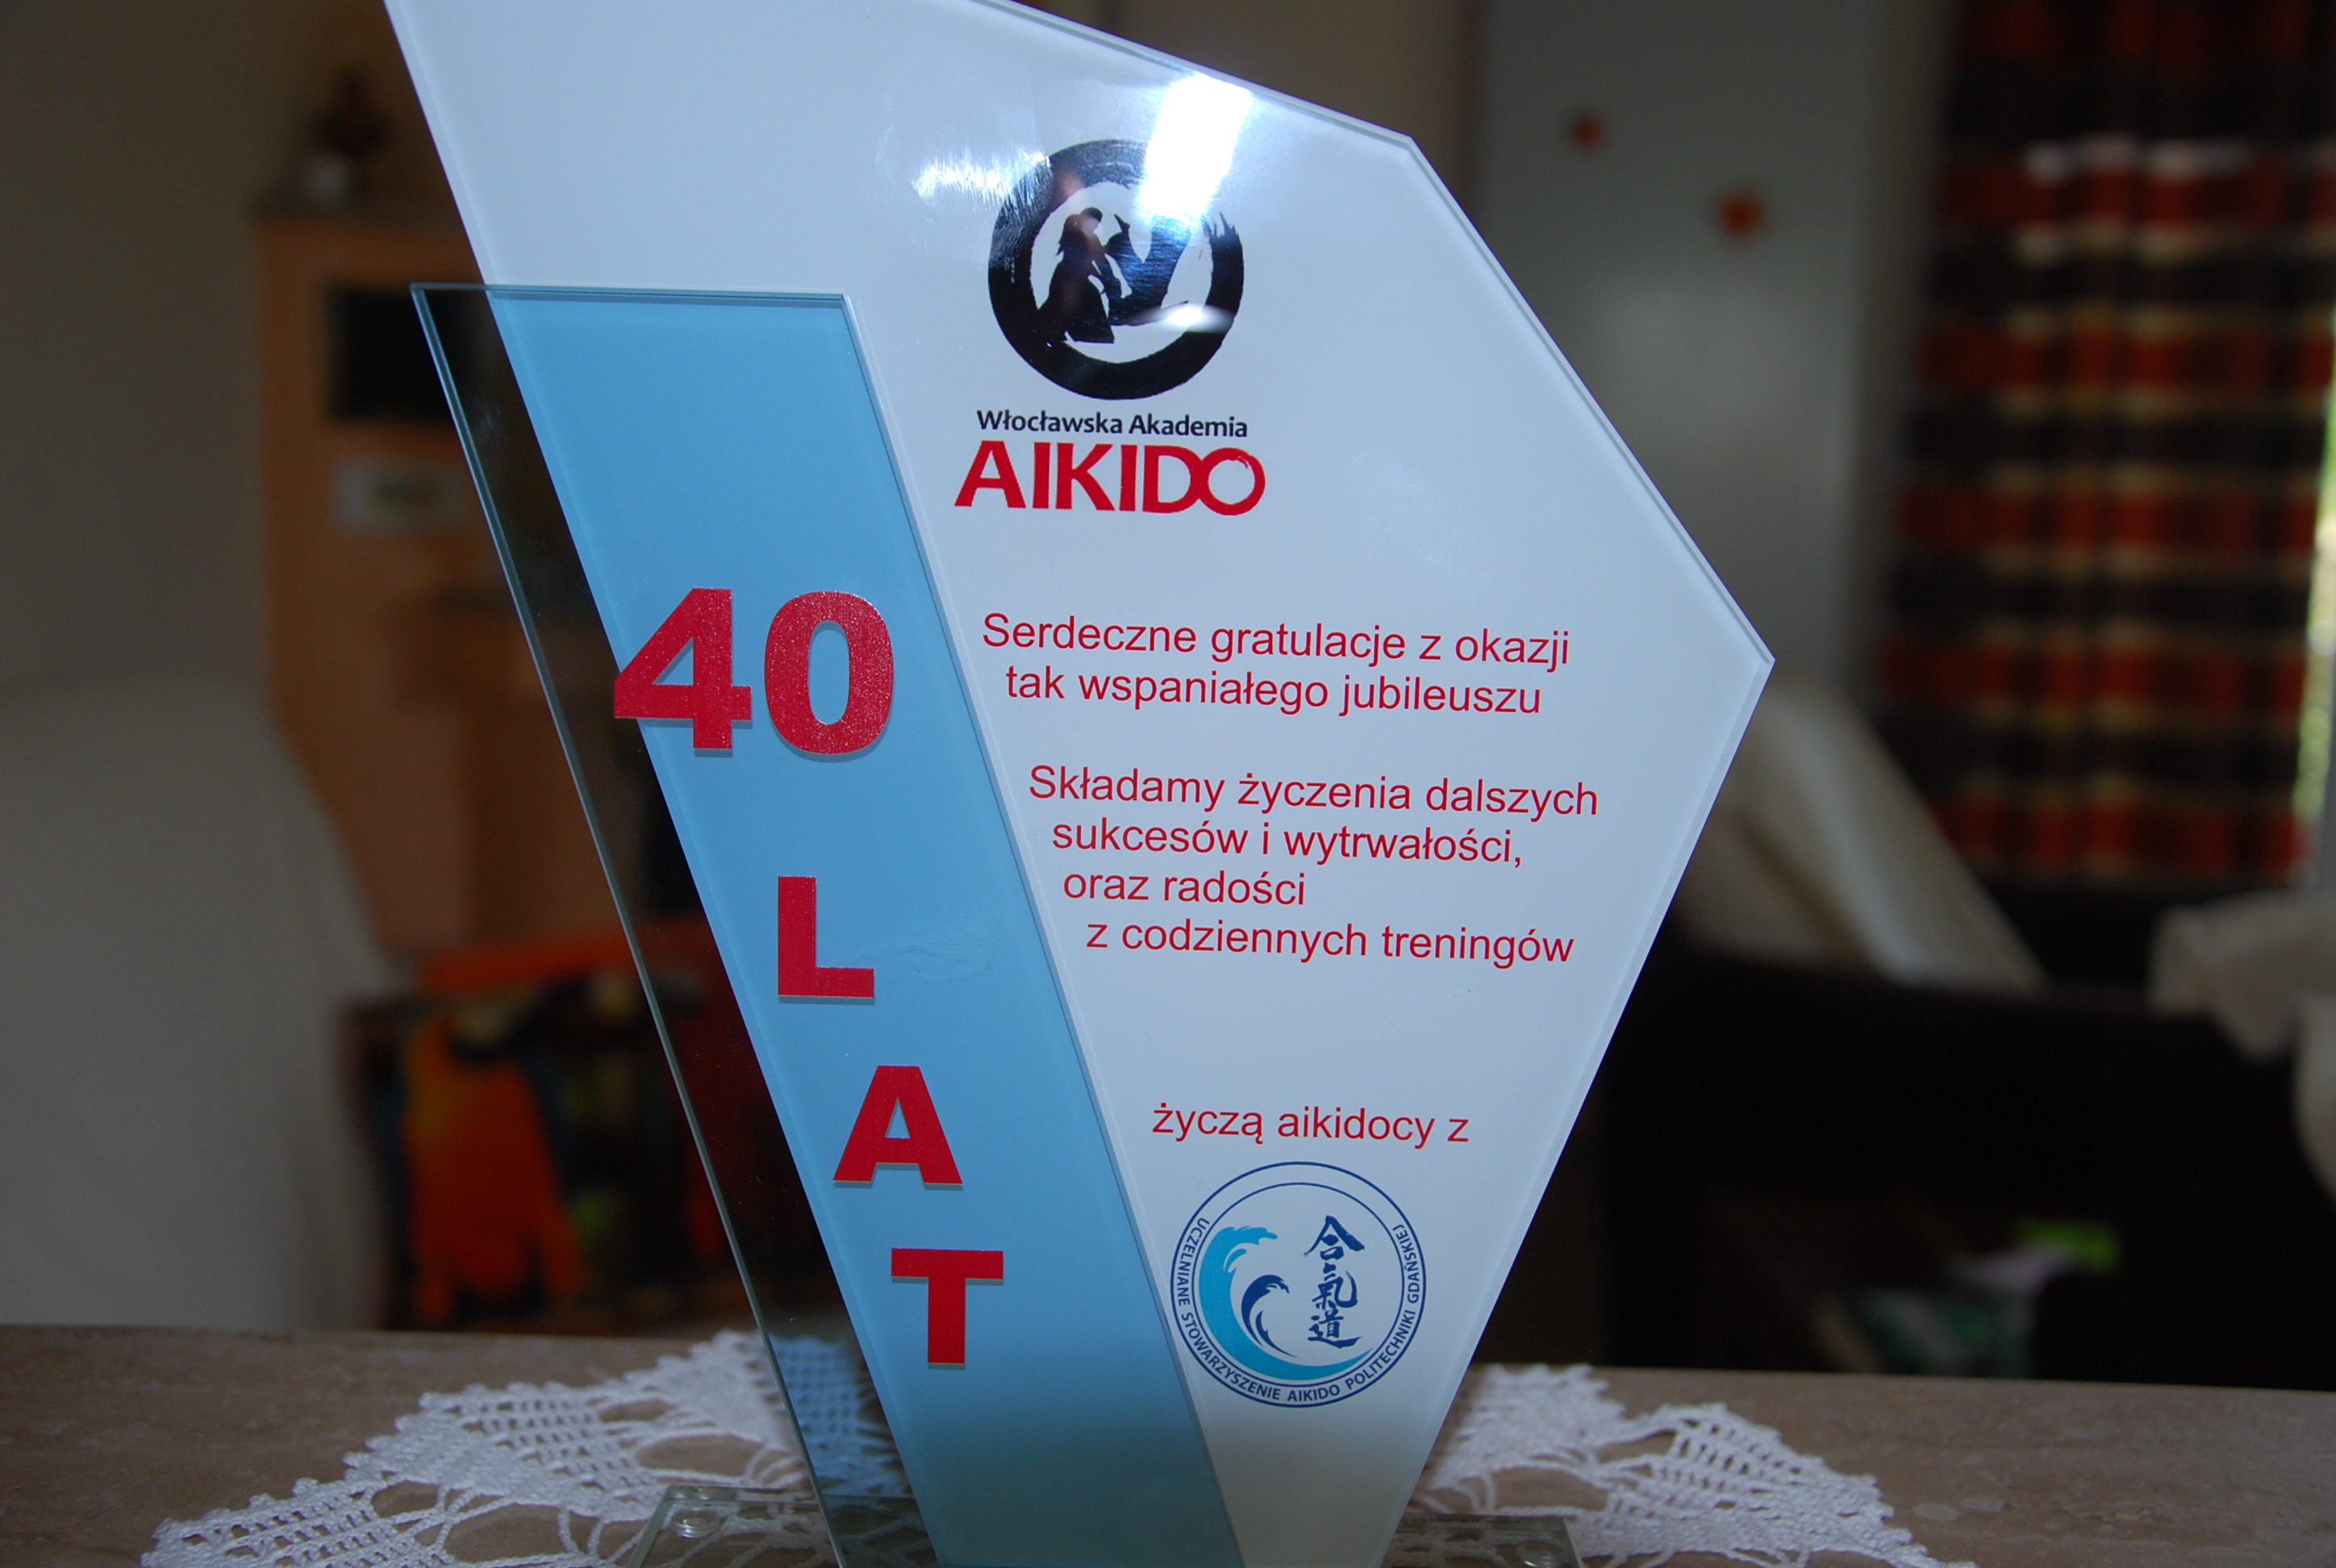 Włocławska Akademia
AIKIDO
40
LAT
Serdeczne gratulacje z okazji
tak wspaniałego jubileuszu
Składamy życzenia dalszych
sukcesów i wytrwałości,
oraz radości
z codziennych treningów
życzą aikidocy z
合氣道
UCZELNIANE STOWARZYSZENIE AIKIDO POLITECHNIKI GDAŃSKIEJ